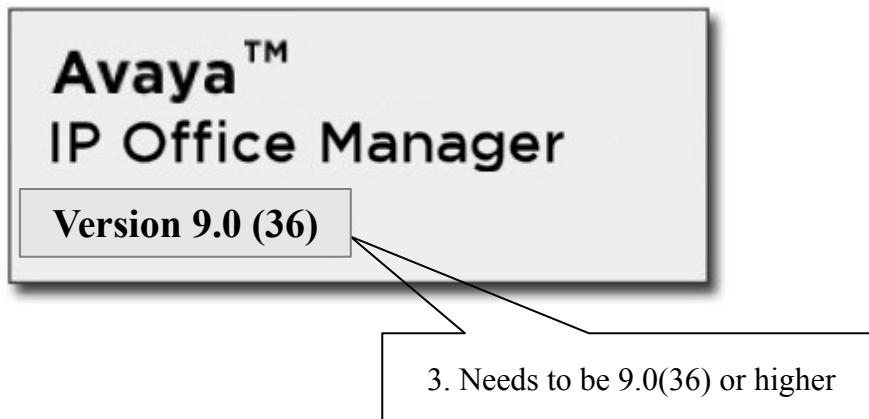 Avaya™
IP Office Manager
Version 9.0 (36)
3. Needs to be 9.0(36) or higher